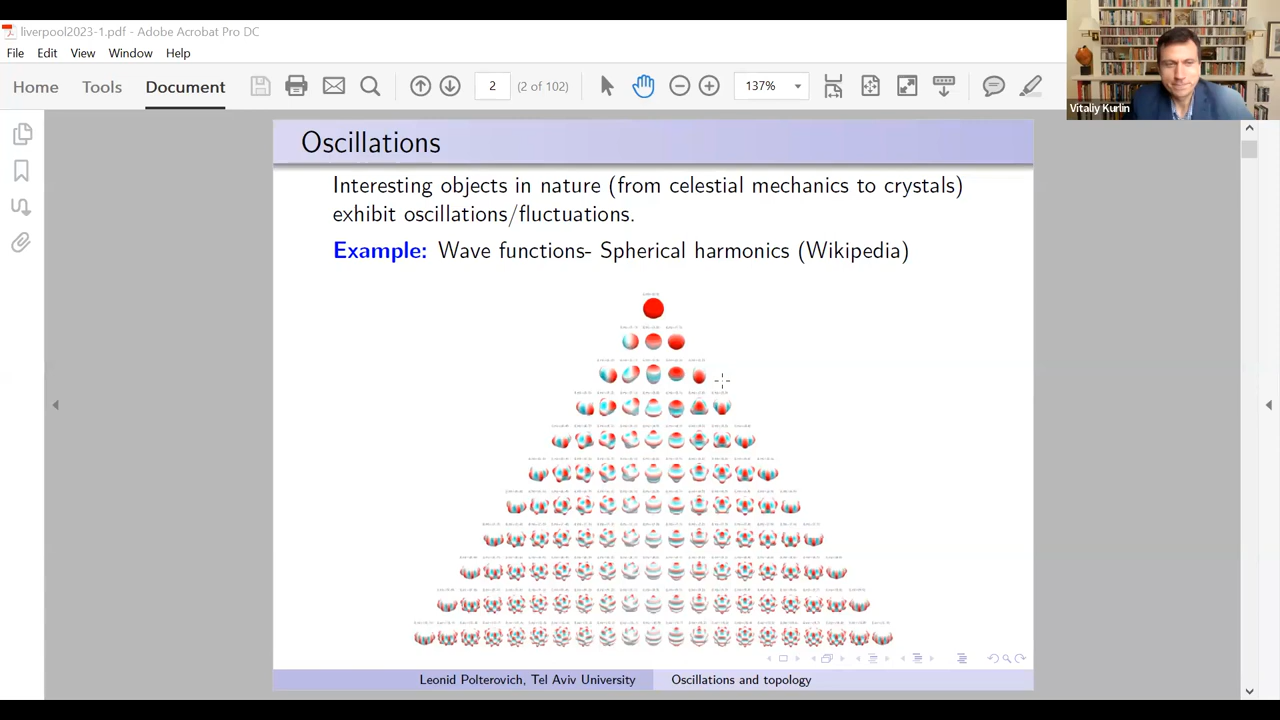 liverpool2023-1.pdf - Adobe Acrobat Pro DC
File Edit View Window Help
Home Tools Document 2 (2 of 102) 137%
Vitaliy Kurlin
Oscillations
Interesting objects in nature (from celestial mechanics to crystals)
exhibit oscillations/fluctuations.
Example: Wave functions- Spherical harmonics (Wikipedia)
Leonid Polterovich, Tel Aviv University Oscillations and topology